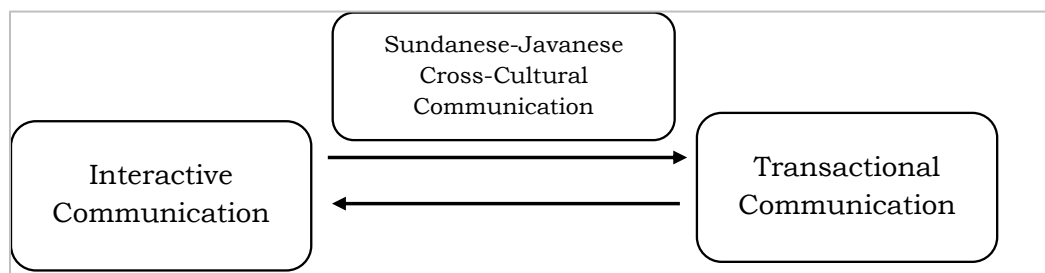 Sundanese-Javanese
Cross-Cultural
Communication
Interactive
Communication
Transactional
Communication